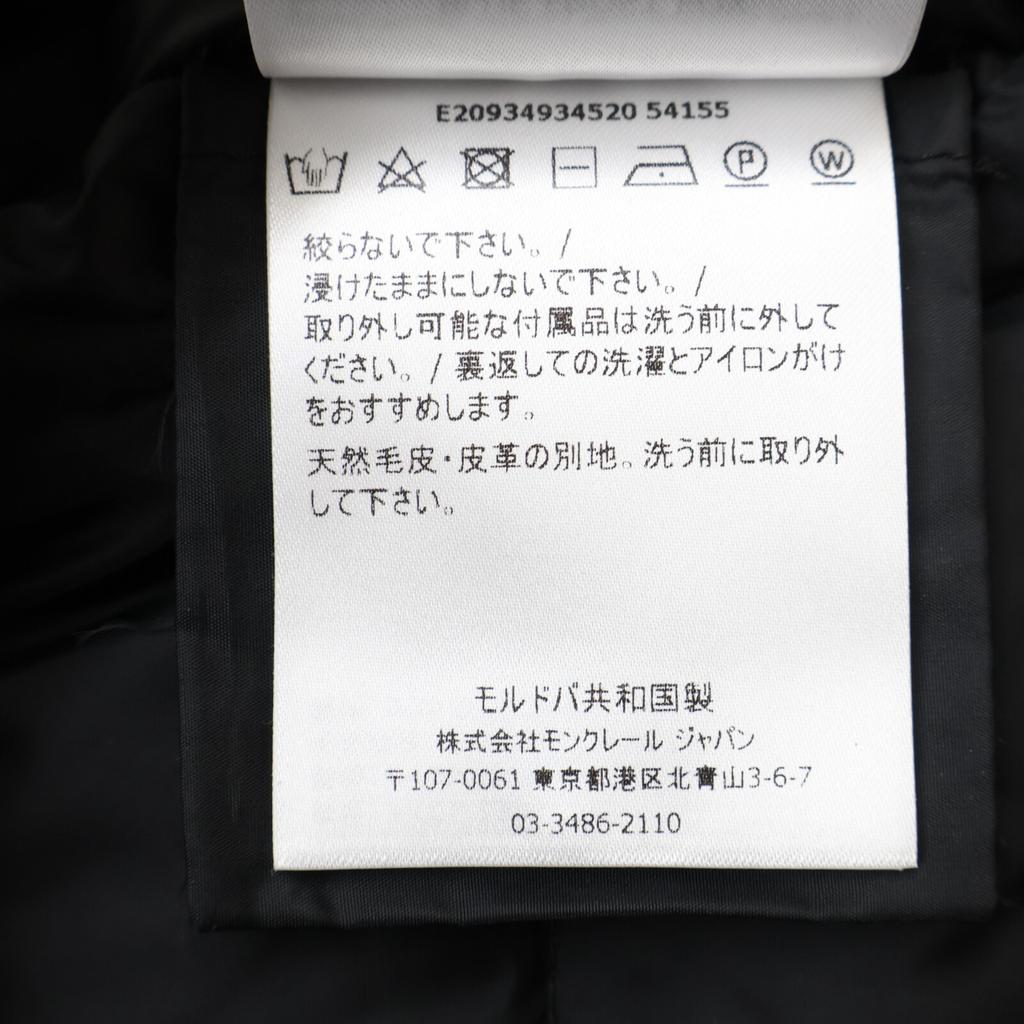 E20934934520 54155
P W
絞らないで下さい。/
浸けたままにしないで下さい。/
取り外し可能な付属品は洗う前に外して
ください。/ 裏返しての洗濯とアイロンがけ
をおすすめします。
天然毛皮・皮革の別地。洗う前に取り外
して下さい。
モルドバ共和国製
株式会社モンクレール ジャパン
〒107-0061 東京都港区北青山3-6-7
03-3486-2110